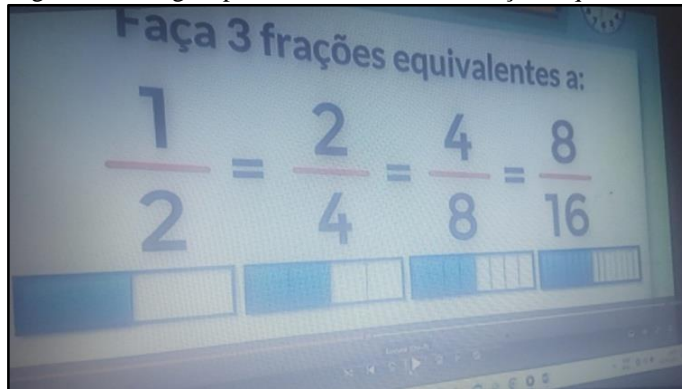 Faça 3 frações equivalentes a:
1/2 = 2/4 = 4/8 = 8/16